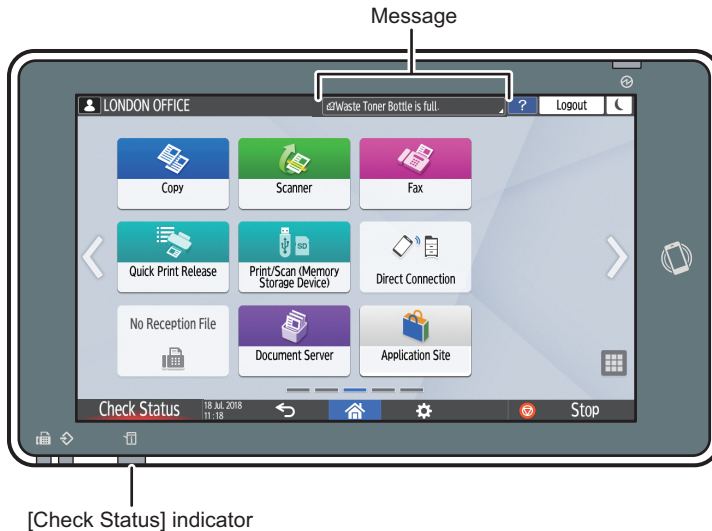 Message
LONDON OFFICE
Waste Toner Bottle is full.
?
Logout
Copy
Scanner
Fax
Quick Print Release
SD
Print/Scan (Memory
Storage Device)
Direct Connection
No Reception File
Document Server
Application Site
Check Status
18 Jul. 2018
11 :18
Stop
[Check Status] indicator